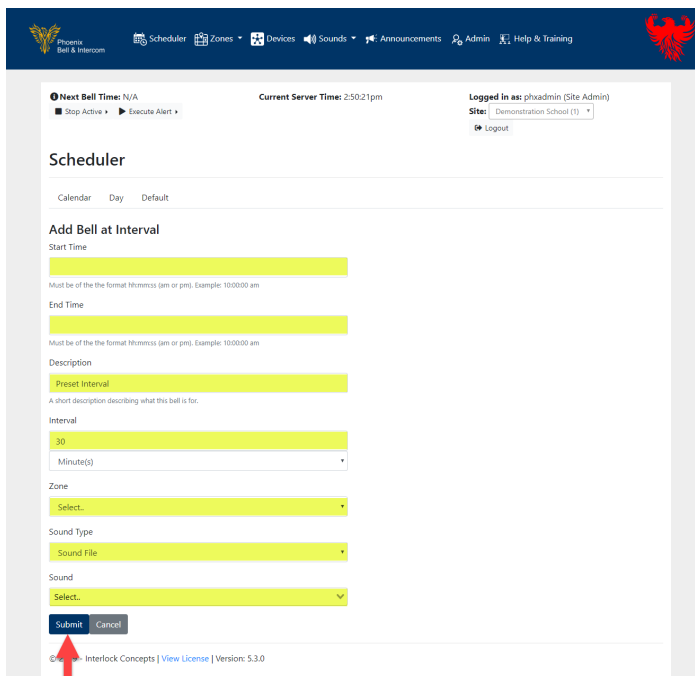 Phoenix
Bell & Intercom
Scheduler Zones Devices Sounds Announcements Admin Help & Training
Next Bell Time: N/A Current Server Time: 2:50:21pm Logged in as: phxadmin (Site Admin)
Stop Active Execute Alert Site: Demonstration School (1)
Logout
Scheduler
Calendar Day Default
Add Bell at Interval
Start Time
Must be of the the format hh:mm:ss (am or pm). Example: 10:00:00 am
End Time
Must be of the the format hh:mm:ss (am or pm). Example: 10:00:00 am
Description
Preset Interval
A short description describing what this bell is for.
Interval
30
Minute(s)
Zone
Select..
Sound Type
Sound File
Sound
Select..
Submit Cancel
© - Interlock Concepts | View License | Version: 5.3.0